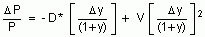 ΔP/P = - D* [ Δy/(1+y) ] + V [ Δy/(1+y) ]²